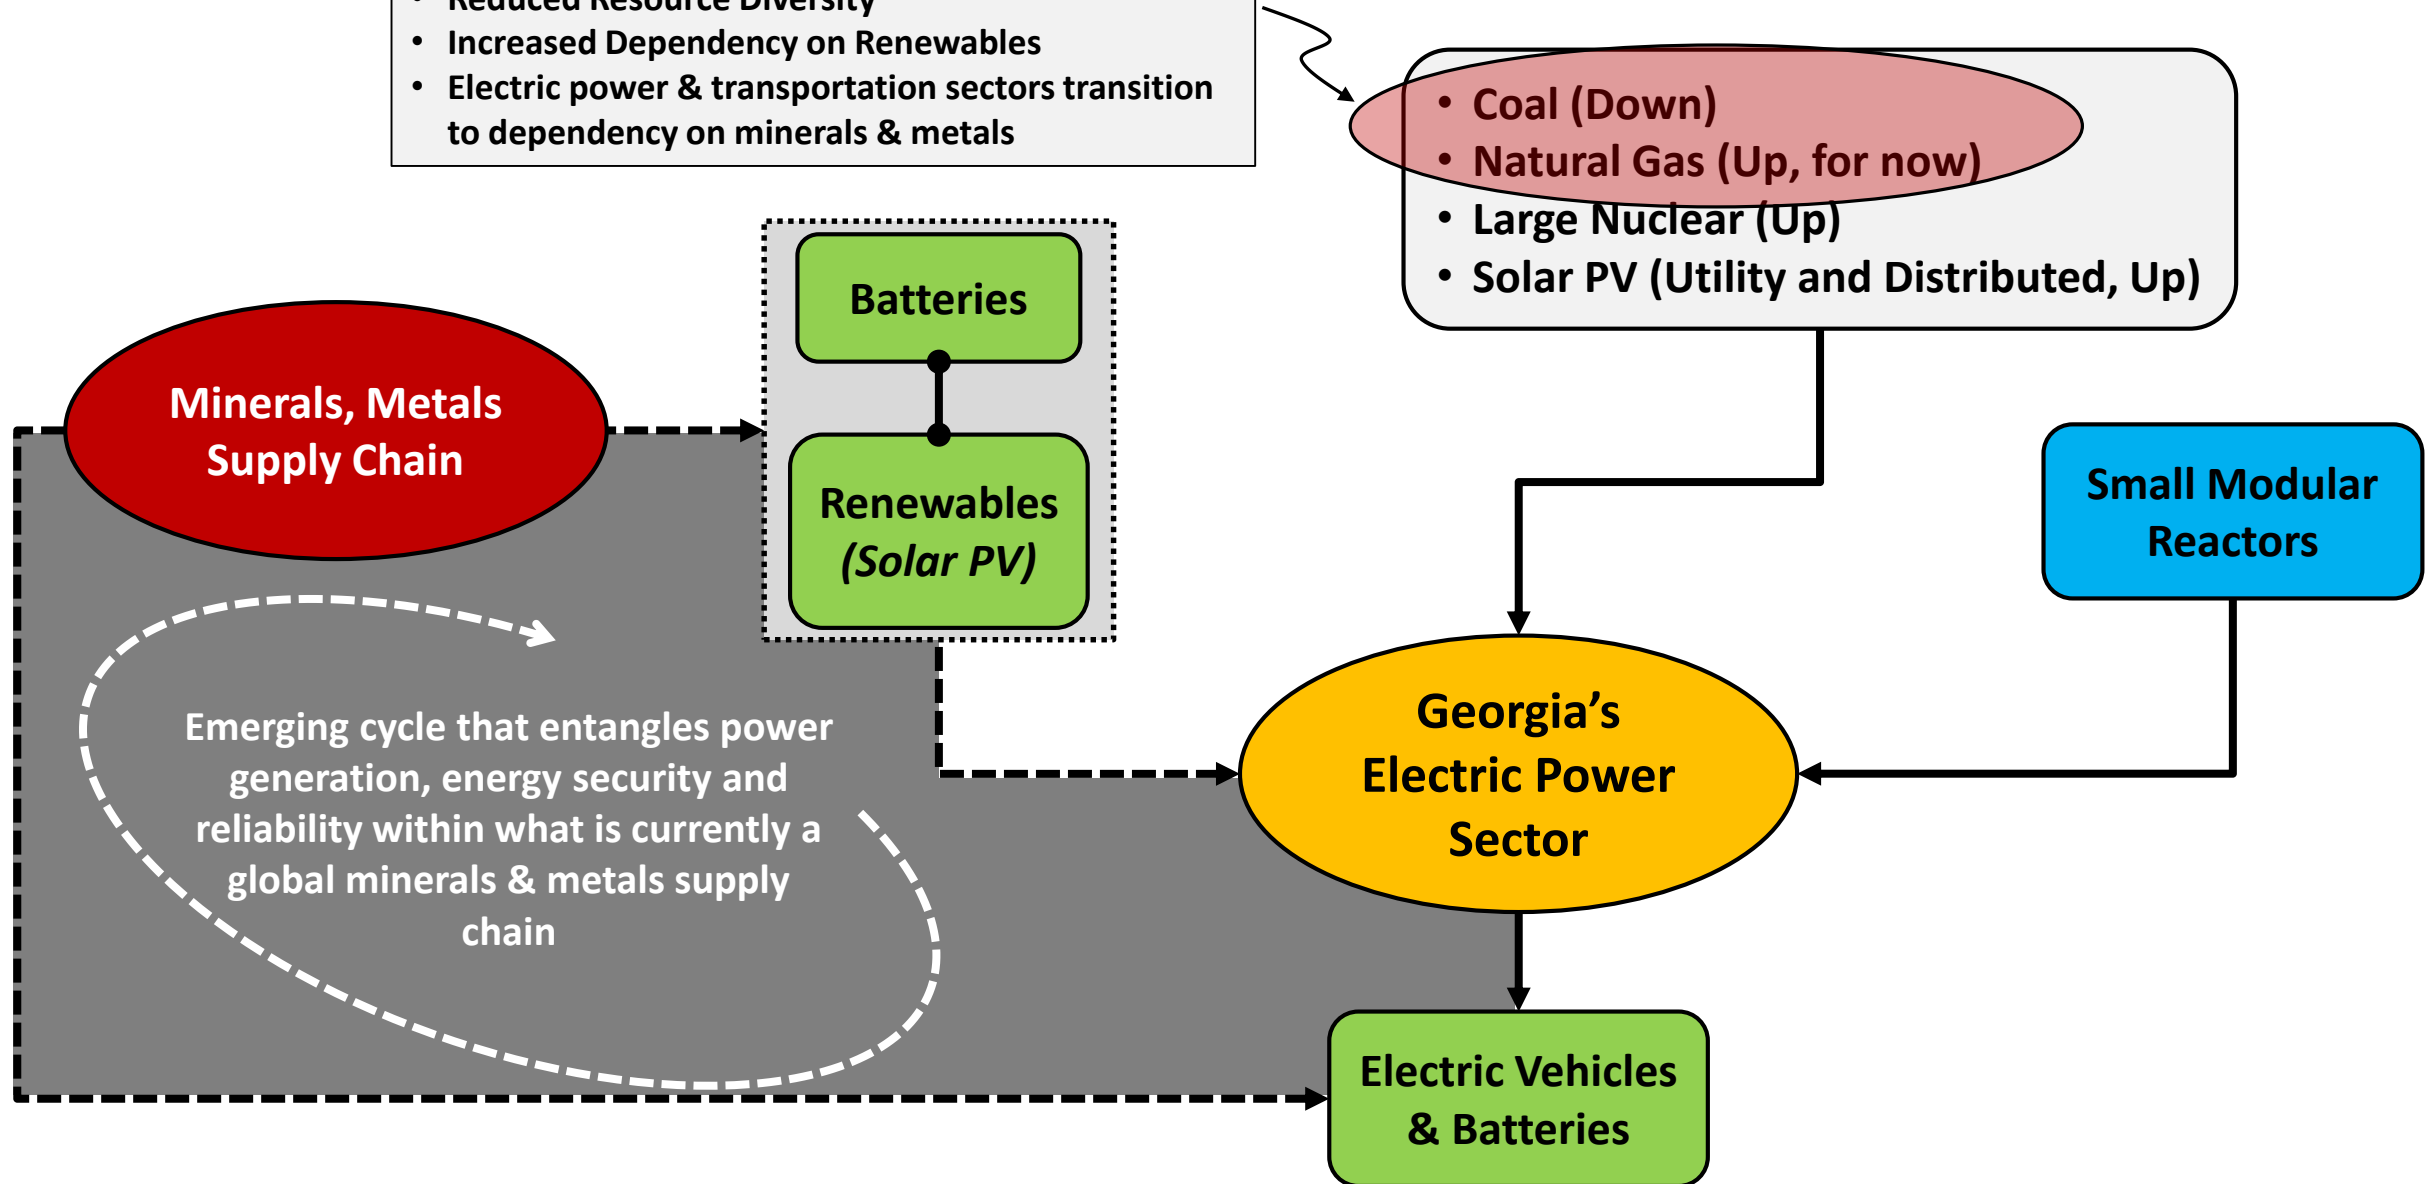 • Reduced Resource Diversity
• Increased Dependency on Renewables
• Electric power & transportation sectors transition
to dependency on minerals & metals
• Coal (Down)
• Natural Gas (Up, for now)
• Large Nuclear (Up)
• Solar PV (Utility and Distributed, Up)
Batteries
Renewables
(Solar PV)
Minerals, Metals
Supply Chain
Small Modular
Reactors
Emerging cycle that entangles power
generation, energy security and
reliability within what is currently a
global minerals & metals supply
chain
Georgia’s
Electric Power
Sector
Electric Vehicles
& Batteries